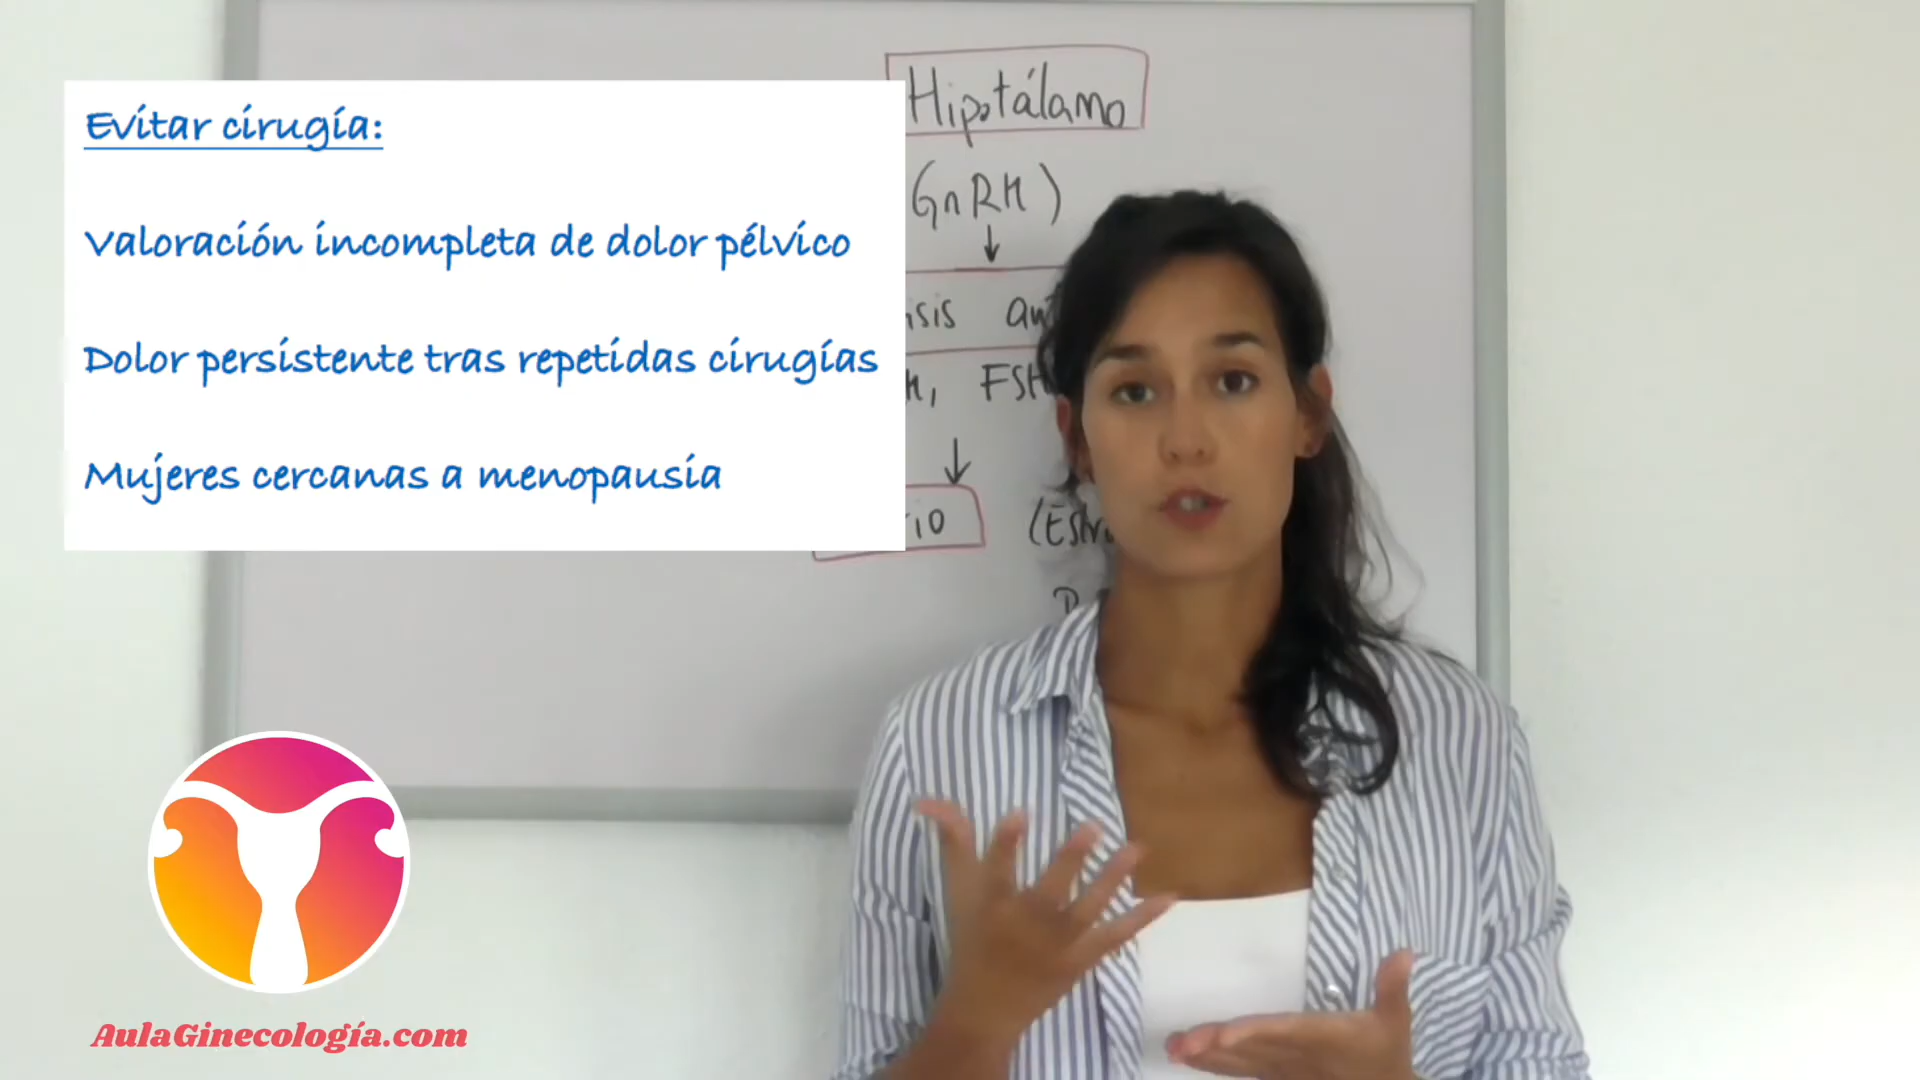 Evitar cirugía:
Valoración incompleta de dolor pélvico
Dolor persistente tras repetidas cirugías
Mujeres cercanas a menopausia
Hipotálamo
GnRH)
FSH
AulaGinecología.com